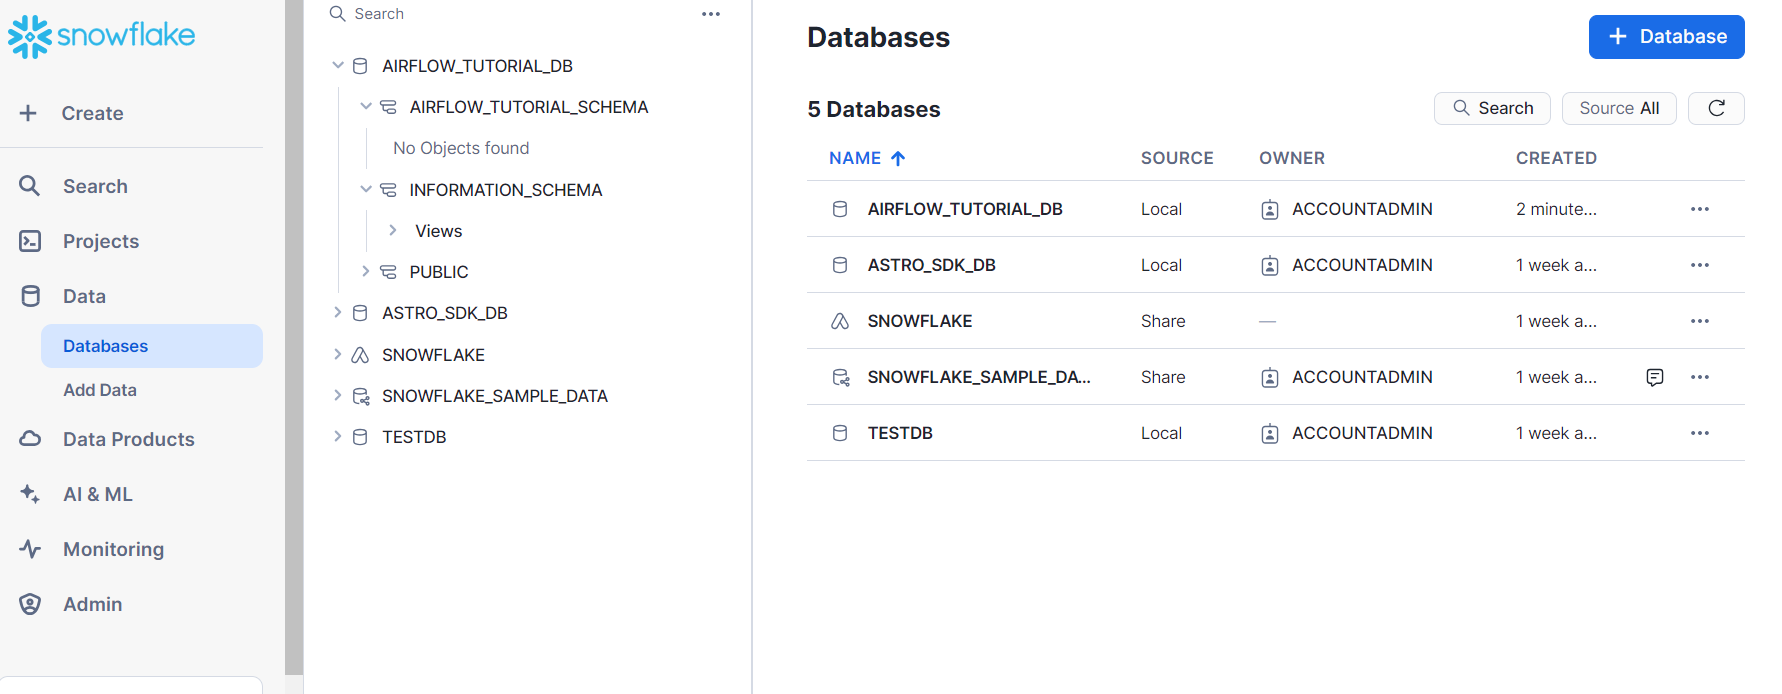 snowflake
Create
Search
Projects
Data
Databases
Add Data
Data Products
AI & ML
Monitoring
Admin
Search
AIRFLOW_TUTORIAL_DB
AIRFLOW_TUTORIAL_SCHEMA
No Objects found
INFORMATION_SCHEMA
Views
PUBLIC
ASTRO_SDK_DB
SNOWFLAKE
SNOWFLAKE_SAMPLE_DATA
TESTDB
Databases
+ Database
5 Databases
Search Source All
NAME SOURCE OWNER CREATED
AIRFLOW_TUTORIAL_DB Local ACCOUNTADMIN 2 minute...
ASTRO_SDK_DB Local ACCOUNTADMIN 1 week a...
SNOWFLAKE Share — 1 week a...
SNOWFLAKE_SAMPLE_DA... Share ACCOUNTADMIN 1 week a...
TESTDB Local ACCOUNTADMIN 1 week a...